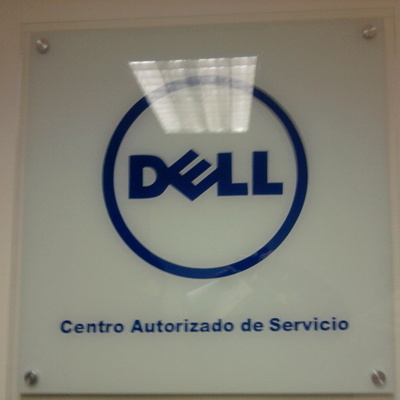 DELL
Centro Autorizado de Servicio